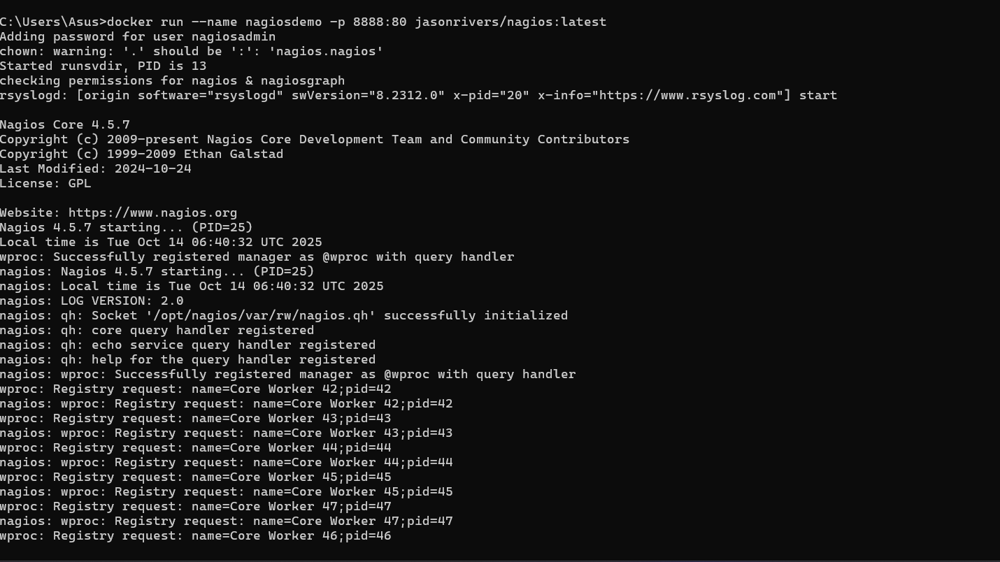 C:\Users\Asus>docker run --name nagiosdemo -p 8888:80 jasonrivers/nagios:latest
Adding password for user nagiosadmin
chown: warning: '.' should be ':': 'nagios.nagios'
Started runsvdir, PID is 13
checking permissions for nagios & nagiosgraph
rsyslogd: [origin software="rsyslogd" swVersion="8.2312.0" x-pid="20" x-info="https://www.rsyslog.com"] start
Nagios Core 4.5.7
Copyright (c) 2009-present Nagios Core Development Team and Community Contributors
Copyright (c) 1999-2009 Ethan Galstad
Last Modified: 2024-10-24
License: GPL
Website: https://www.nagios.org
Nagios 4.5.7 starting... (PID=25)
Local time is Tue Oct 14 06:40:32 UTC 2025
wproc: Successfully registered manager as @wproc with query handler
nagios: Nagios 4.5.7 starting... (PID=25)
nagios: Local time is Tue Oct 14 06:40:32 UTC 2025
nagios: LOG VERSION: 2.0
nagios: qh: Socket '/opt/nagios/var/rw/nagios.qh' successfully initialized
nagios: qh: core query handler registered
nagios: qh: echo service query handler registered
nagios: qh: help for the query handler registered
nagios: wproc: Successfully registered manager as @wproc with query handler
wproc: Registry request: name=Core Worker 42;pid=42
nagios: wproc: Registry request: name=Core Worker 42;pid=42
wproc: Registry request: name=Core Worker 43;pid=43
nagios: wproc: Registry request: name=Core Worker 43;pid=43
wproc: Registry request: name=Core Worker 44;pid=44
nagios: wproc: Registry request: name=Core Worker 44;pid=44
wproc: Registry request: name=Core Worker 45;pid=45
nagios: wproc: Registry request: name=Core Worker 45;pid=45
wproc: Registry request: name=Core Worker 47;pid=47
nagios: wproc: Registry request: name=Core Worker 47;pid=47
wproc: Registry request: name=Core Worker 46;pid=46